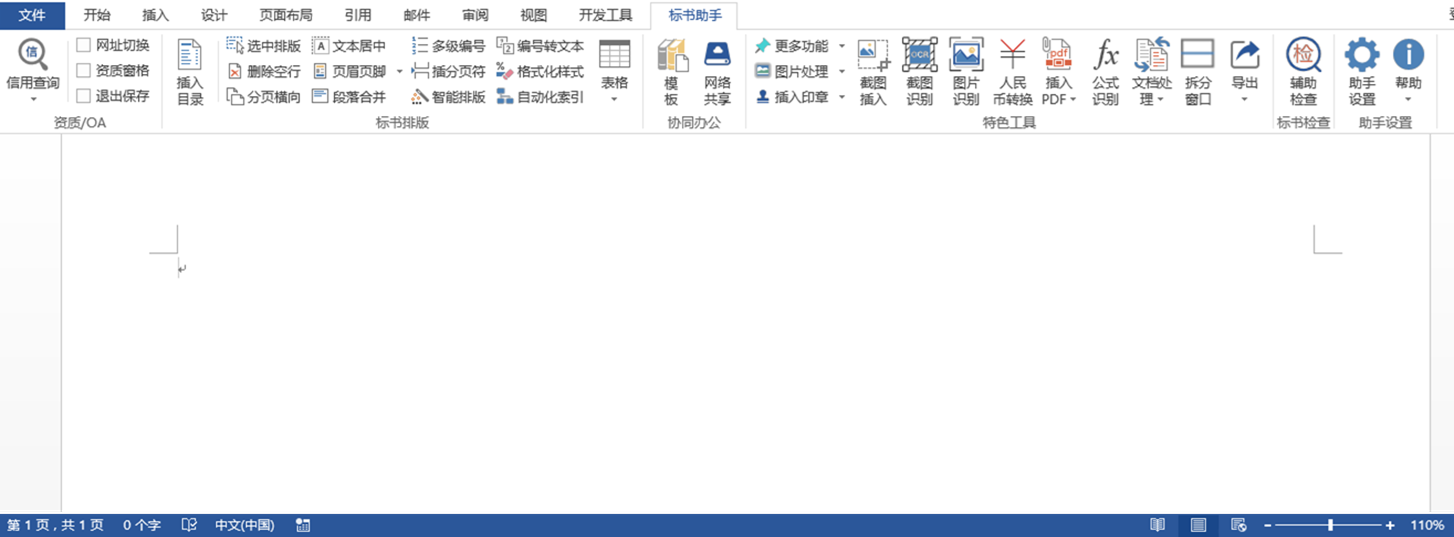 文件 开始 插入 设计 页面布局 引用 邮件 审阅 视图 开发工具 标书助手
信 网址切换 选中排版 A 文本居中 多级编号 编号转文本 更多功能
信用查询 资质窗格 插入 删除空行 页眉页脚 插分页符 格式化样式 表格 模 网络 图片处理 截图 OCR 截图 图片 人民 pdf 插入 fx 公式 文档处 拆分 导出 检 辅助 助手 帮助
退出保存 目录 分页横向 段落合并 智能排版 自动化索引 板 共享 插入印章 插入 识别 识别 币转换 PDF 识别 理 窗口 检查 设置
资质/OA 标书排版 协同办公 特色工具 标书检查 助手设置
第 1 页，共 1 页 0 个字 中文(中国) 110%